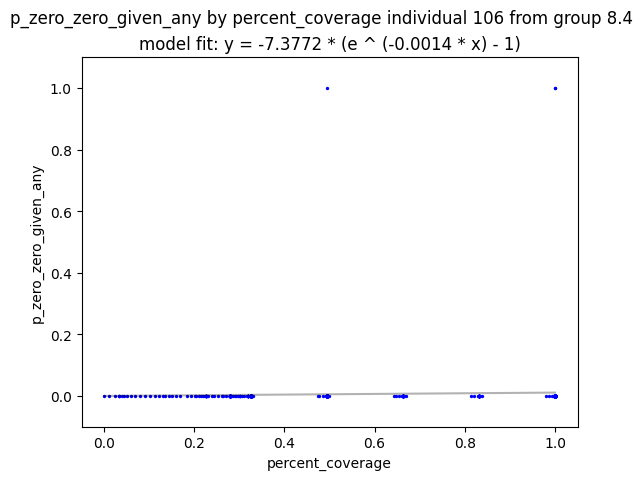 p_zero_zero_given_any by percent_coverage individual 106 from group 8.4
model fit: y = -7.3772 * (e ^ (-0.0014 * x) - 1)
1.0
0.8
0.6
0.4
0.2
0.0
p_zero_zero_given_any
0.0 0.2 0.4 0.6 0.8 1.0
percent_coverage